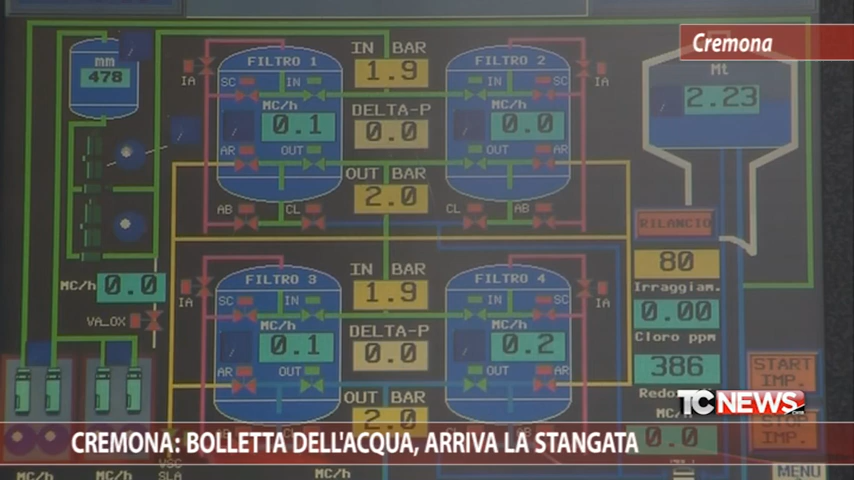 Cremona
mm
478
FILTRO 1
IN BAR
1.9
FILTRO 2
Mt
2.23
IA
SC
IN
IN
SC
IA
MC/h
0.1
DELTA-P
0.0
MC/h
0.0
AR
OUT
OUT
AR
OUT BAR
2.0
AB
CL
CL
AB
RILANCIO
MC/h
0.0
VA_OX
80
Irraggiam.
0.00
Cloro ppm
386
FILTRO 3
IN BAR
1.9
FILTRO 4
IA
SC
IN
IN
SC
IA
MC/h
0.1
DELTA-P
0.0
MC/h
0.2
AR
OUT
OUT
AR
OUT BAR
2.0
START
IMP.
STOP
IMP.
0.0
TCNEWS
CREMONA: BOLLETTA DELL'ACQUA, ARRIVA LA STANGATA
MC/h
MC/h
VSC
SLA
MC/h
MENU